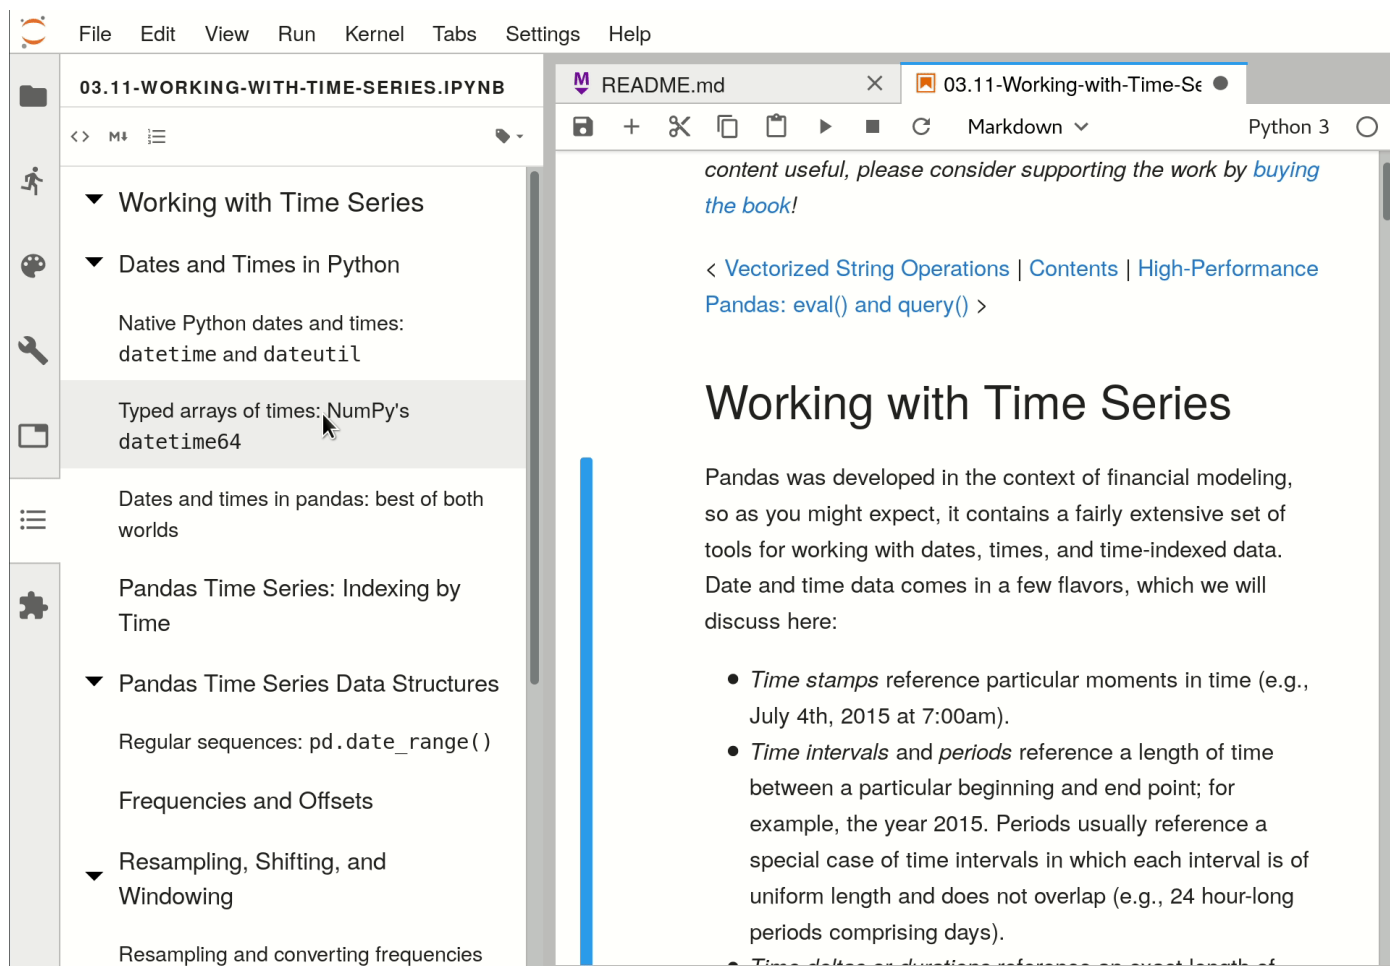 File Edit View Run Kernel Tabs Settings Help
03.11-WORKING-WITH-TIME-SERIES.IPYNB
Working with Time Series
Dates and Times in Python
Native Python dates and times:
datetime and dateutil
Typed arrays of times: NumPy's
datetime64
Dates and times in pandas: best of both
worlds
Pandas Time Series: Indexing by
Time
Pandas Time Series Data Structures
Regular sequences: pd.date_range()
Frequencies and Offsets
Resampling, Shifting, and
Windowing
Resampling and converting frequencies
M README.md
03.11-Working-with-Time-Se
Markdown Python 3
content useful, please consider supporting the work by buying
the book!
< Vectorized String Operations | Contents | High-Performance
Pandas: eval() and query() >
Working with Time Series
Pandas was developed in the context of financial modeling,
so as you might expect, it contains a fairly extensive set of
tools for working with dates, times, and time-indexed data.
Date and time data comes in a few flavors, which we will
discuss here:
● Time stamps reference particular moments in time (e.g.,
July 4th, 2015 at 7:00am).
● Time intervals and periods reference a length of time
between a particular beginning and end point; for
example, the year 2015. Periods usually reference a
special case of time intervals in which each interval is of
uniform length and does not overlap (e.g., 24 hour-long
periods comprising days).
● Time deltas or durations reference an exact length of